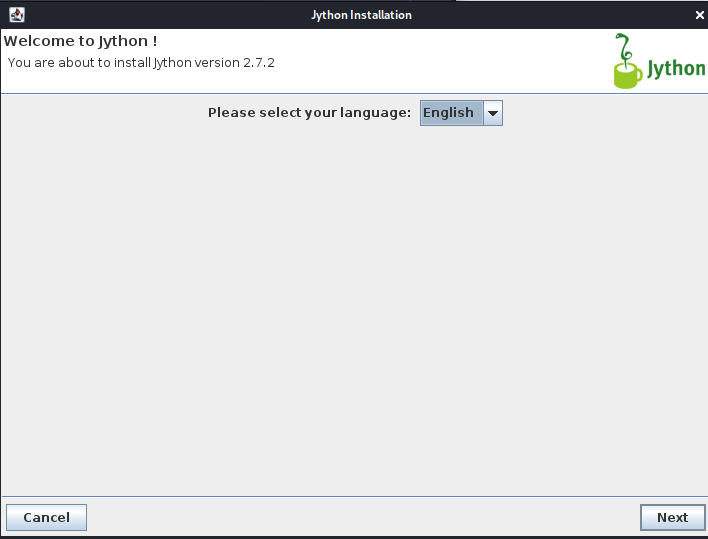 Jython Installation
Welcome to Jython !
You are about to install Jython version 2.7.2
Jython
Please select your language: English
Cancel
Next